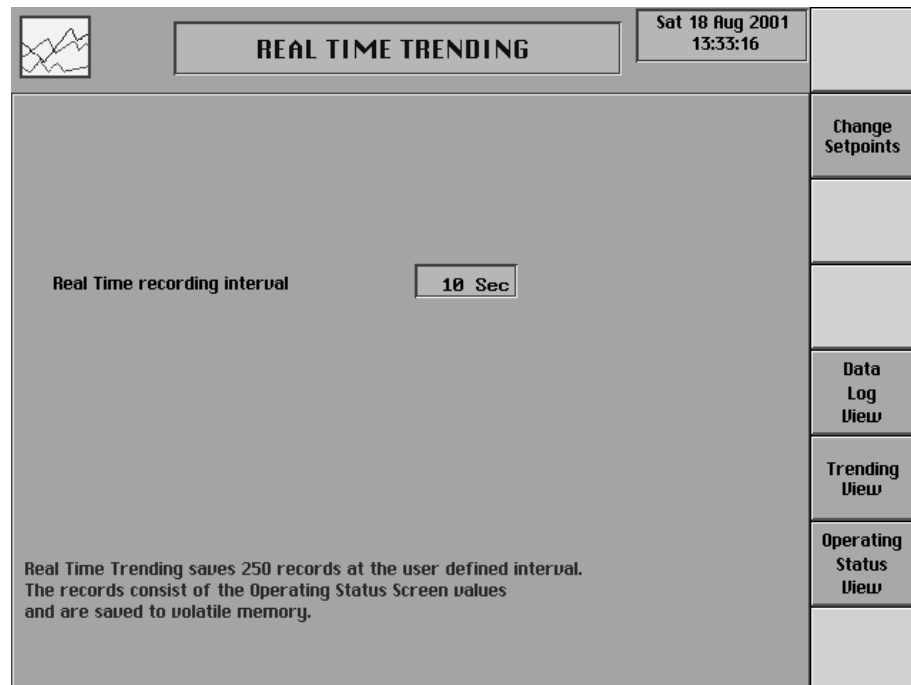 REAL TIME TRENDING
Sat 18 Aug 2001
13:33:16
Change
Setpoints
Real Time recording interval
10 Sec
Data
Log
View
Trending
View
Operating
Status
View
Real Time Trending saves 250 records at the user defined interval.
The records consist of the Operating Status Screen values
and are saved to volatile memory.